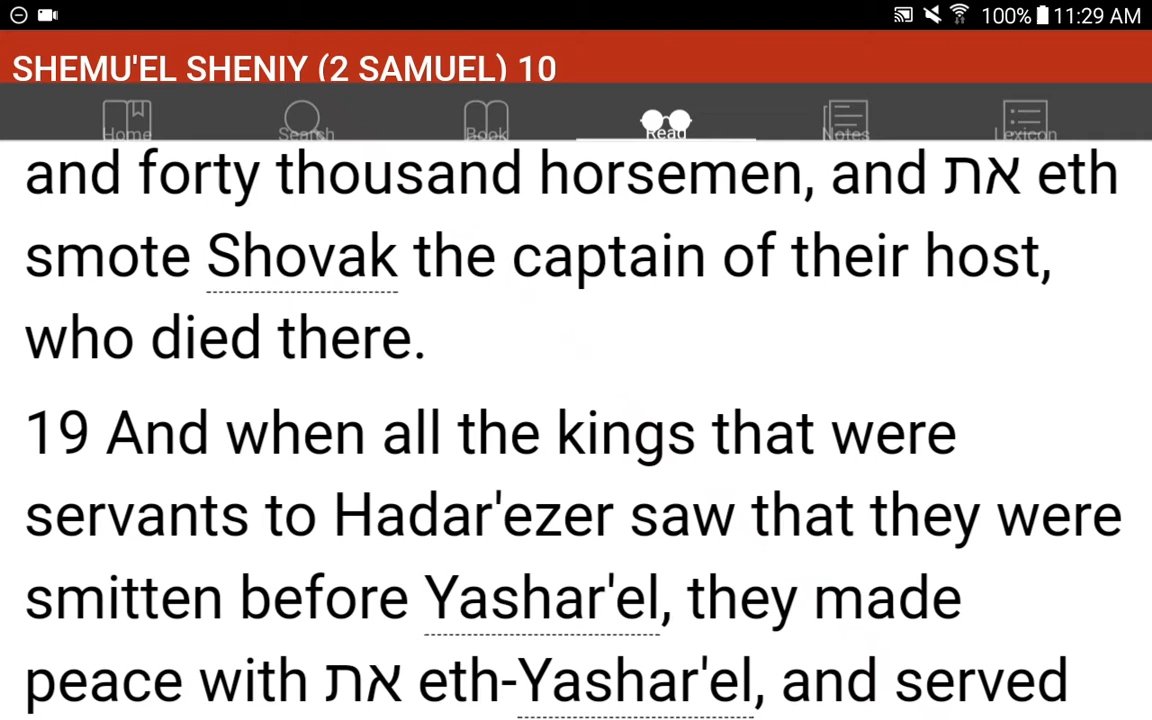 100% 11:29 AM
SHEMU'EL SHENIY (2 SAMUEL) 10
Home Search Book Read Notes Lexicon
and forty thousand horsemen, and את eth
smote Shovak the captain of their host,
who died there.
19 And when all the kings that were
servants to Hadar'ezer saw that they were
smitten before Yashar'el, they made
peace with את eth-Yashar'el, and served